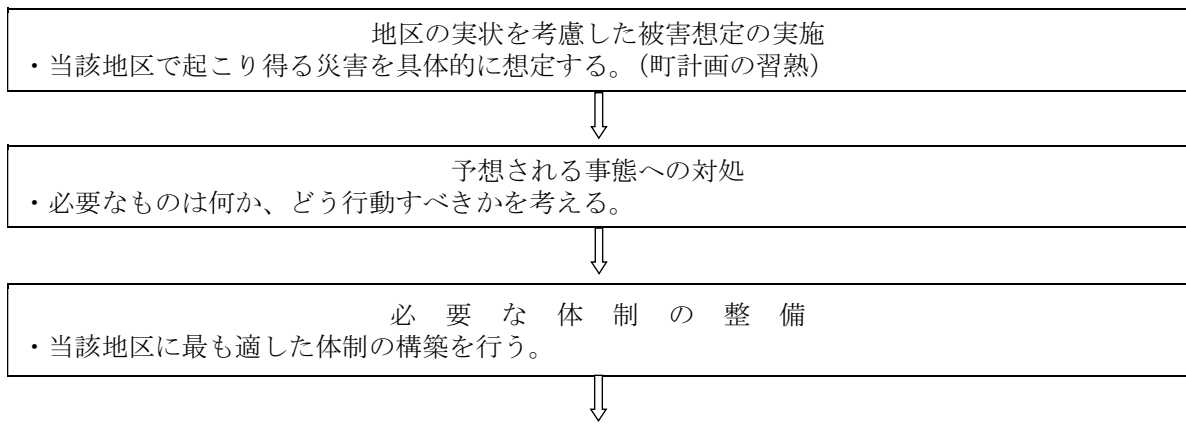 地区の実状を考慮した被害想定の実施
・当該地区で起こり得る災害を具体的に想定する。(町計画の習熟)
予想される事態への対処
・必要なものは何か、どう行動すべきかを考える。
必要な体制の整備
・当該地区に最も適した体制の構築を行う。